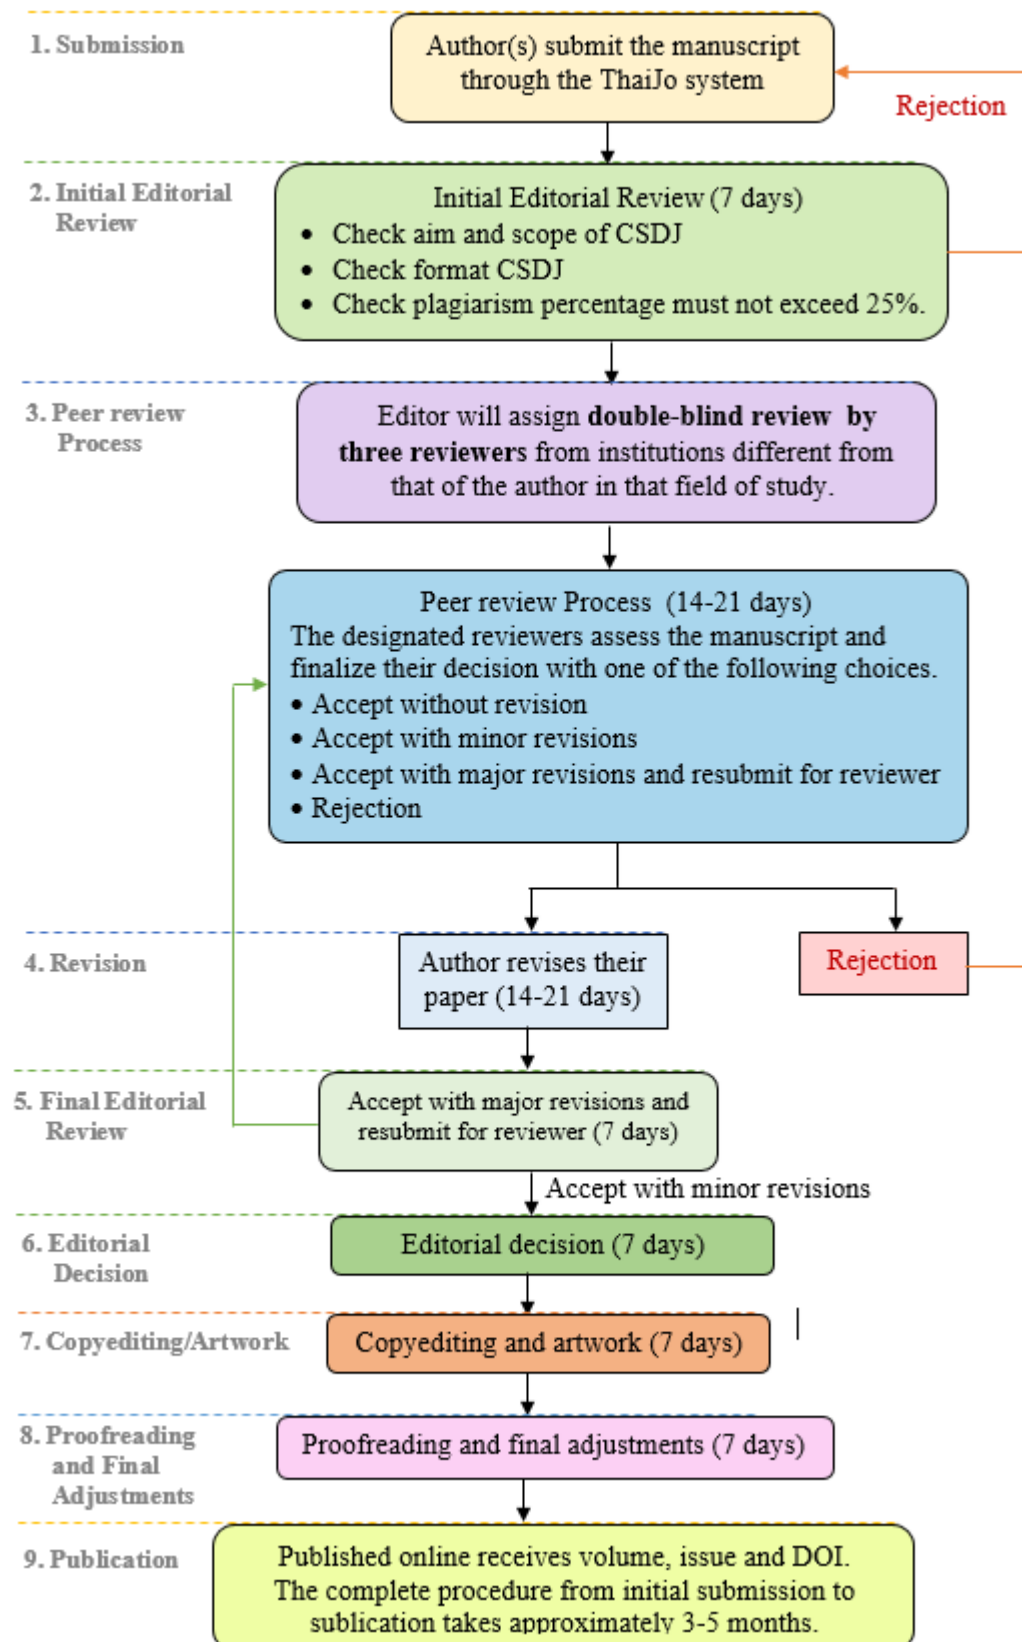 1. Submission
Author(s) submit the manuscript
through the ThaiJo system
Rejection
2. Initial Editorial
Review
Initial Editorial Review (7 days)
• Check aim and scope of CSDJ
• Check format CSDJ
• Check plagiarism percentage must not exceed 25%.
3. Peer review
Process
Editor will assign double-blind review by
three reviewers from institutions different from
that of the author in that field of study.
Peer review Process (14-21 days)
The designated reviewers assess the manuscript and
finalize their decision with one of the following choices.
• Accept without revision
• Accept with minor revisions
• Accept with major revisions and resubmit for reviewer
• Rejection
4. Revision
Author revises their
paper (14-21 days)
Rejection
5. Final Editorial
Review
Accept with major revisions and
resubmit for reviewer (7 days)
Accept with minor revisions
6. Editorial
Decision
Editorial decision (7 days)
7. Copyediting/Artwork
Copyediting and artwork (7 days)
8. Proofreading
and Final
Adjustments
Proofreading and final adjustments (7 days)
9. Publication
Published online receives volume, issue and DOI.
The complete procedure from initial submission to
sublication takes approximately 3-5 months.